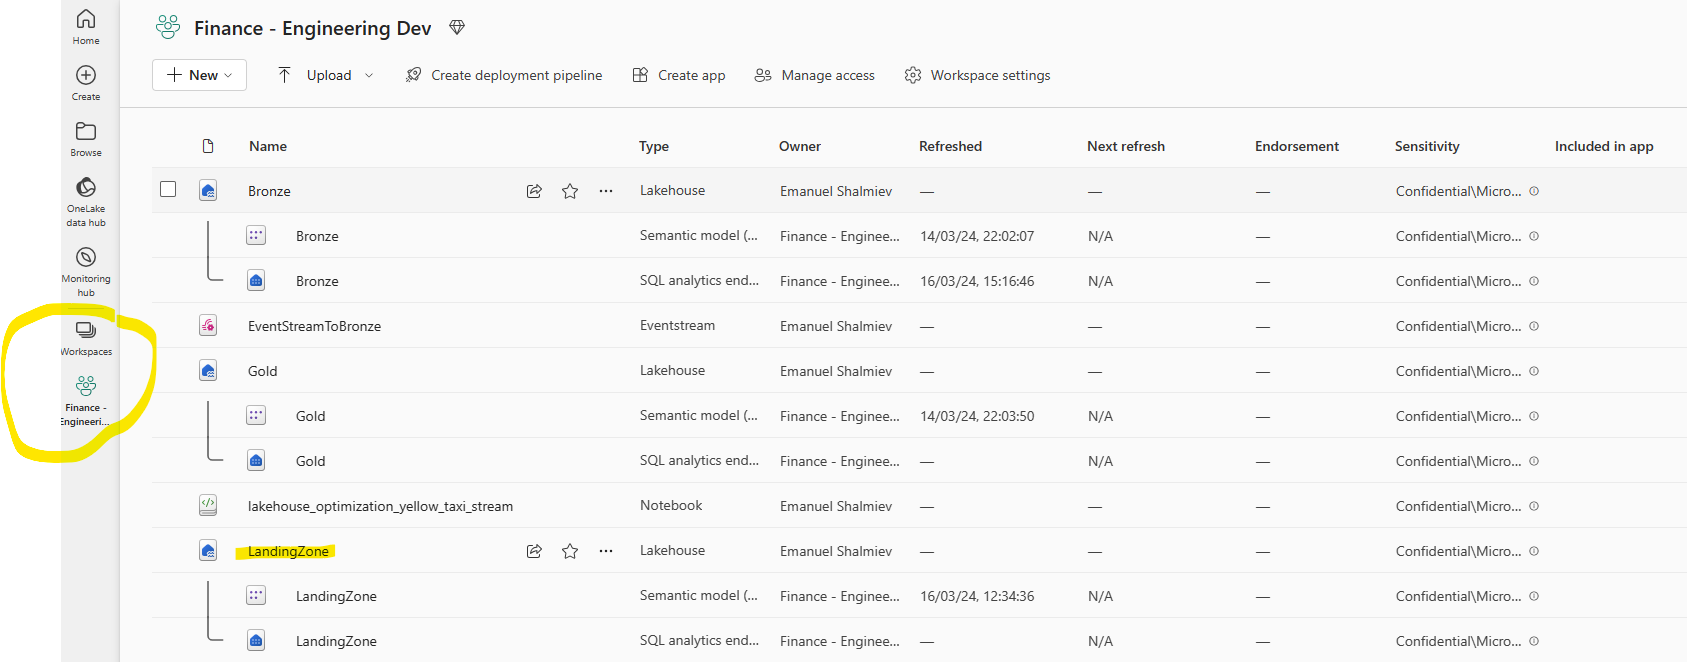 Home
Create
Browse
OneLake
data hub
Monitoring
hub
Workspaces
Finance -
Engineeri...
Finance - Engineering Dev
New
Upload
Create deployment pipeline
Create app
Manage access
Workspace settings
Name Type Owner Refreshed Next refresh Endorsement Sensitivity Included in app
Bronze Lakehouse Emanuel Shalmiev — — — Confidential\Micro...
Bronze Semantic model (... Finance - Enginee... 14/03/24, 22:02:07 N/A — Confidential\Micro...
Bronze SQL analytics end... Finance - Enginee... 16/03/24, 15:16:46 N/A — Confidential\Micro...
EventStreamToBronze Eventstream Emanuel Shalmiev — — — Confidential\Micro...
Gold Lakehouse Emanuel Shalmiev — — — Confidential\Micro...
Gold Semantic model (... Finance - Enginee... 14/03/24, 22:03:50 N/A — Confidential\Micro...
Gold SQL analytics end... Finance - Enginee... — N/A — Confidential\Micro...
lakehouse_optimization_yellow_taxi_stream Notebook Emanuel Shalmiev — — — Confidential\Micro...
LandingZone Lakehouse Emanuel Shalmiev — — — Confidential\Micro...
LandingZone Semantic model (... Finance - Enginee... 16/03/24, 12:34:36 N/A — Confidential\Micro...
LandingZone SQL analytics end... Finance - Enginee... — N/A — Confidential\Micro...